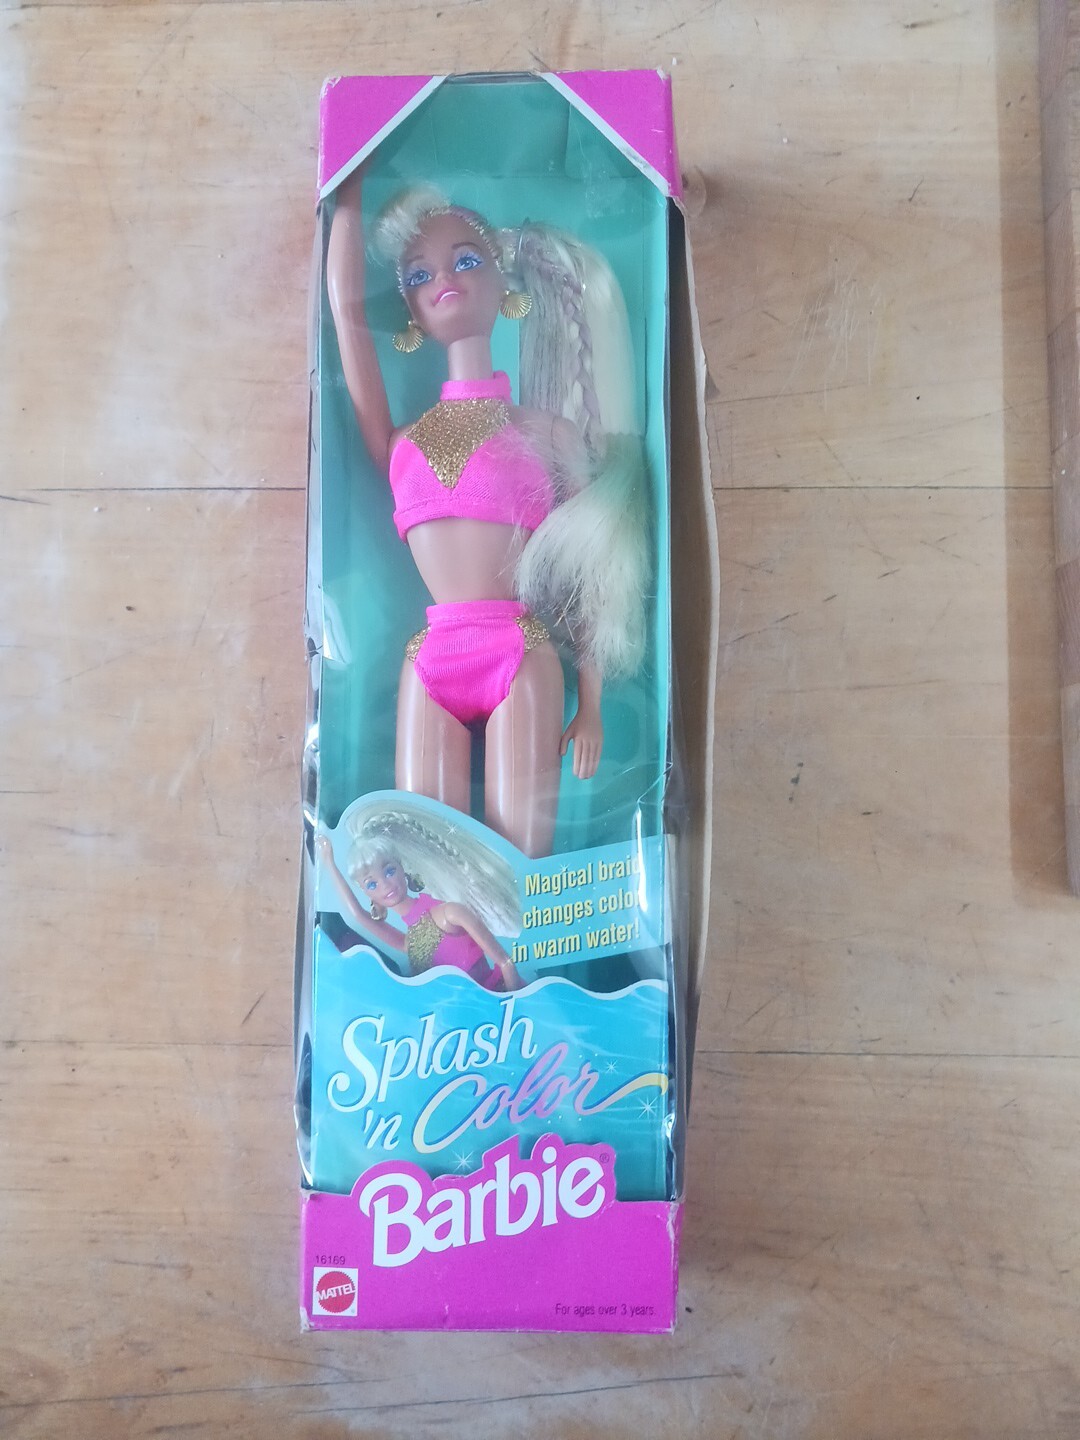 Magical braid
changes color
in warm water!
Splash
'n Color
Barbie®
16169
MATTEL
For ages over 3 years.